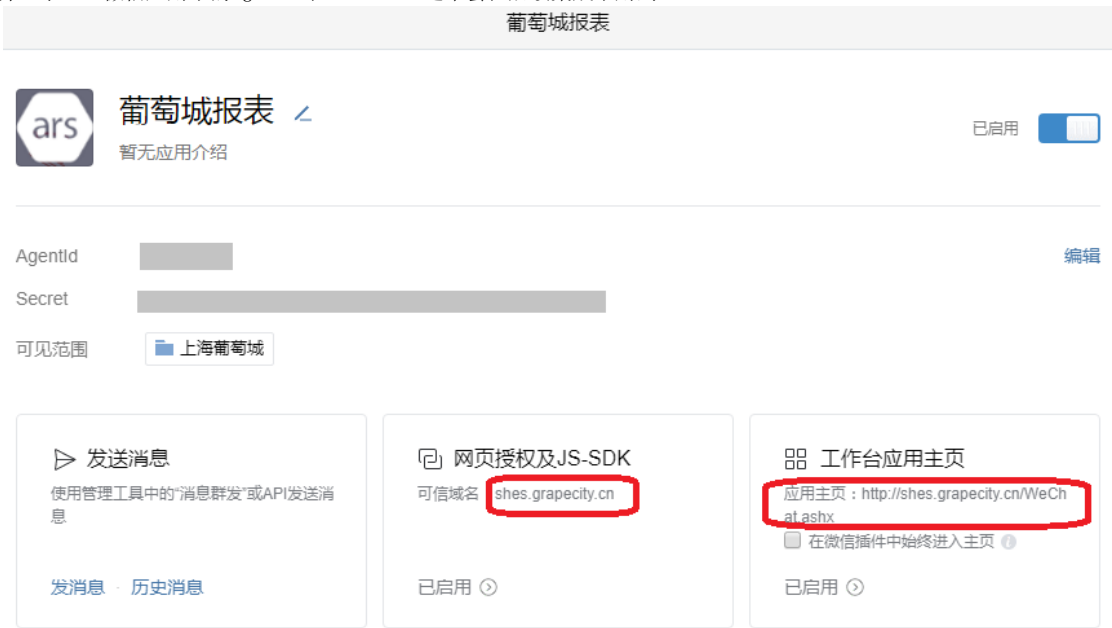 葡萄城报表
ars
葡萄城报表
暂无应用介绍
已启用
AgentId
编辑
Secret
可见范围
上海葡萄城
发送消息
使用管理工具中的“消息群发”或API发送消
息
发消息 · 历史消息
网页授权及JS-SDK
可信域名 shes.grapecity.cn
已启用
工作台应用主页
应用主页：http://shes.grapecity.cn/WeCh
at.ashx
在微信插件中始终进入主页
已启用